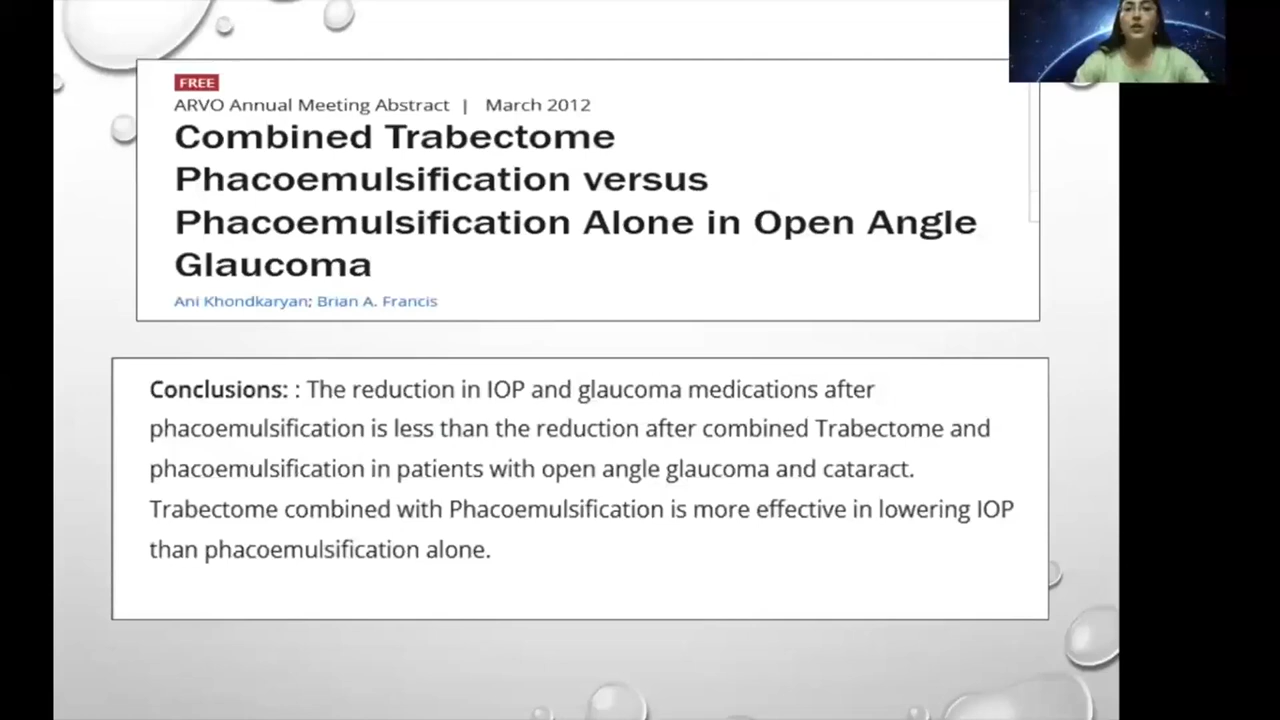 FREE
ARVO Annual Meeting Abstract | March 2012
Combined Trabectome
Phacoemulsification versus
Phacoemulsification Alone in Open Angle
Glaucoma
Ani Khondkaryan; Brian A. Francis
Conclusions: : The reduction in IOP and glaucoma medications after
phacoemulsification is less than the reduction after combined Trabectome and
phacoemulsification in patients with open angle glaucoma and cataract.
Trabectome combined with Phacoemulsification is more effective in lowering IOP
than phacoemulsification alone.